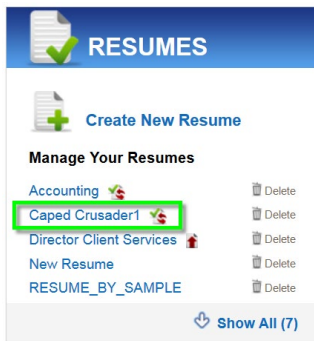 RESUMES
Create New Resume
Manage Your Resumes
Accounting Delete
Caped Crusader1 Delete
Director Client Services Delete
New Resume Delete
RESUME_BY_SAMPLE Delete
Show All (7)